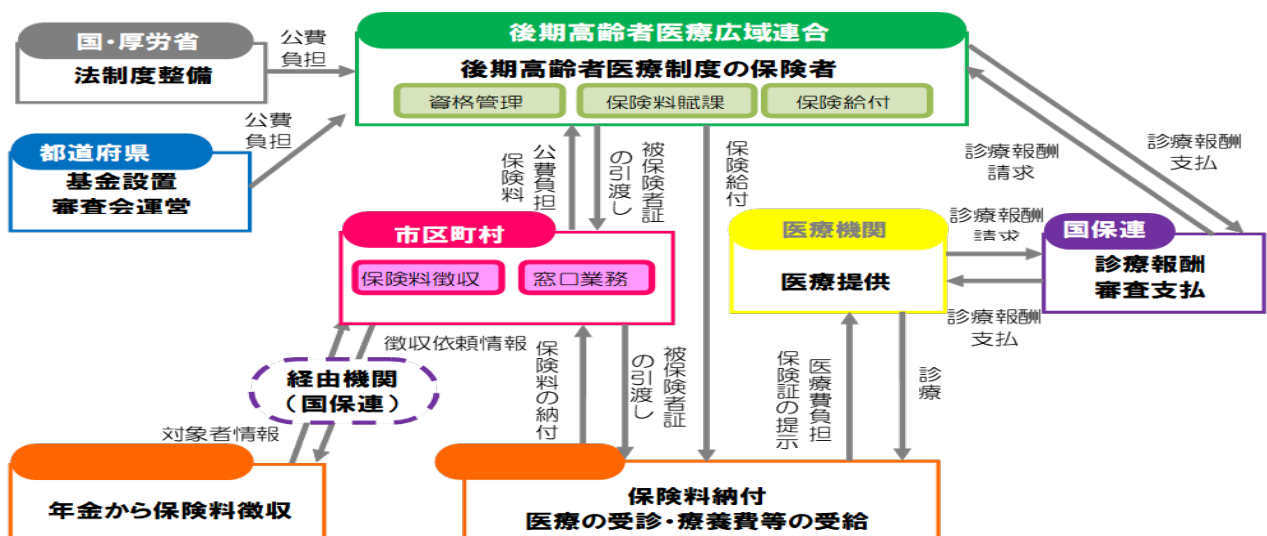 国・厚労省
法制度整備
公費
負担
後期高齢者医療広域連合
後期高齢者医療制度の保険者
資格管理
保険料賦課
保険給付
都道府県
基金設置
審査会運営
公費
負担
公費負担
保険料
被保険者証
の引渡し
保険給付
診療報酬
請求
診療報酬
支払
市区町村
保険料徴収
窓口業務
医療機関
医療提供
診療報酬
請求
診療報酬
支払
国保連
診療報酬
審査支払
徴収依頼情報
経由機関
（国保連）
対象者情報
保険料の納付
被保険者証
の引渡し
医療費負担
保険証の提示
診療
年金から保険料徴収
保険料納付
医療の受診・療養費等の受給